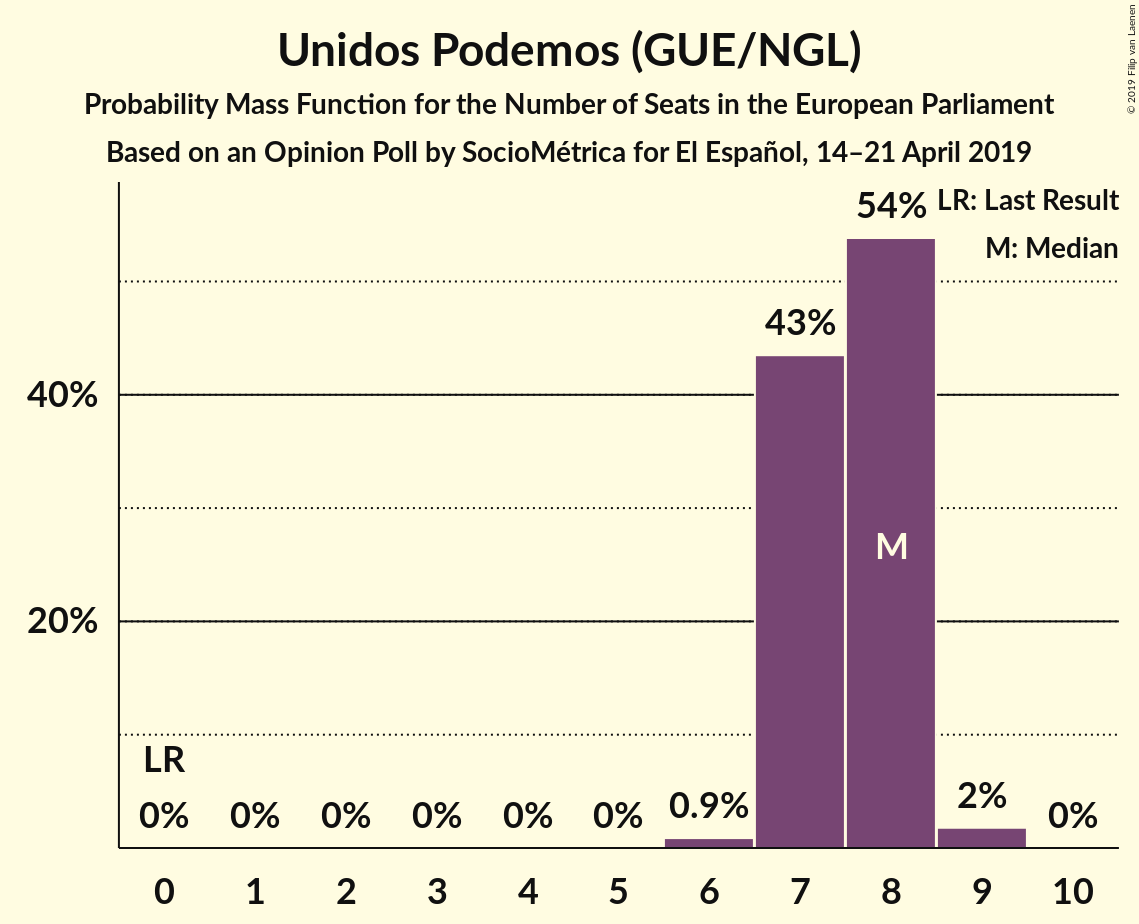 Unidos Podemos (GUE/NGL)
Probability Mass Function for the Number of Seats in the European Parliament
Based on an Opinion Poll by SocioMétrica for El Español, 14–21 April 2019
© 2019 Filip van Laenen
LR: Last Result
M: Median
54%
43%
40%
M
20%
LR
0% 0% 0% 0% 0% 0% 0.9% 2% 0%
0 1 2 3 4 5 6 7 8 9 10